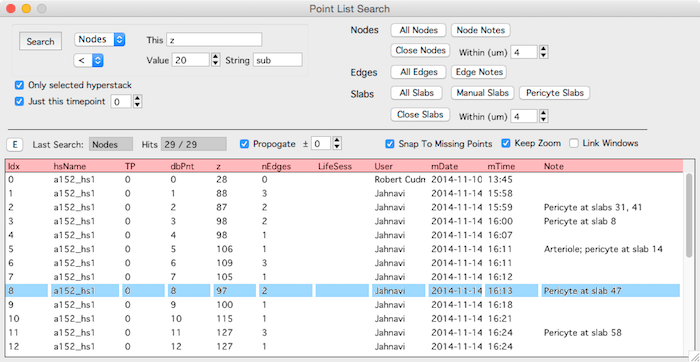 Point List Search
Search Nodes This z
< Value 20 String sub
Only selected hyperstack
Just this timepoint 0
Nodes All Nodes Node Notes
Close Nodes Within (um) 4
Edges All Edges Edge Notes
Slabs All Slabs Manual Slabs Pericyte Slabs
Close Slabs Within (um) 4
E Last Search: Nodes Hits 29 / 29 Propogate ± 0 Snap To Missing Points Keep Zoom Link Windows
Idx hsName TP dbPnt z nEdges LifeSess User mDate mTime Note
0 a152_hs1 0 0 28 0 Robert Cudm 2014-11-10 13:45
1 a152_hs1 0 1 88 3 Jahnavi 2014-11-14 15:58
2 a152_hs1 0 2 87 2 Jahnavi 2014-11-14 15:59 Pericyte at slabs 31, 41
3 a152_hs1 0 3 98 2 Jahnavi 2014-11-14 16:00 Pericyte at slab 8
4 a152_hs1 0 4 98 1 Jahnavi 2014-11-14 16:07
5 a152_hs1 0 5 106 1 Jahnavi 2014-11-14 16:11 Arteriole; pericyte at slab 14
6 a152_hs1 0 6 109 3 Jahnavi 2014-11-14 16:11
7 a152_hs1 0 7 105 1 Jahnavi 2014-11-14 16:12
8 a152_hs1 0 8 97 2 Jahnavi 2014-11-14 16:13 Pericyte at slab 47
9 a152_hs1 0 9 100 1 Jahnavi 2014-11-14 16:18
10 a152_hs1 0 10 115 1 Jahnavi 2014-11-14 16:21
11 a152_hs1 0 11 127 3 Jahnavi 2014-11-14 16:24 Pericyte at slab 58
12 a152_hs1 0 12 127 1 Jahnavi 2014-11-14 16:24